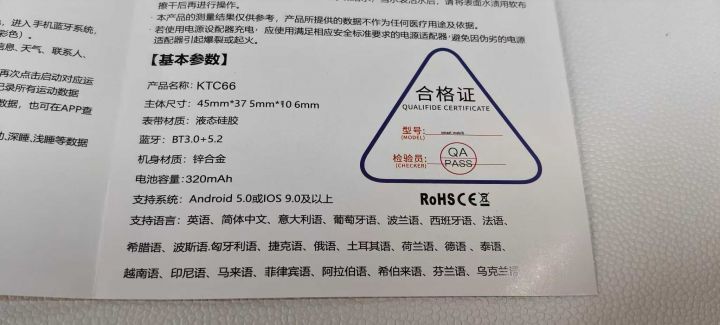 ，进入手机蓝牙系统，
彩色）。
信息、天气、联系人、
再次点击启动对应运
记录所有运动数据
数据，也可在APP查
动,深睡,浅睡等数据
擦干后再进行操作。
·本产品的测量结果仅供参考，产品所提供的数据不作为任何医疗用途及依据。
·若使用电源设配器充电，应使用满足相应安全标准要求的电源适配器·避免因伪劣的电源
适配器引起爆裂或起火。
【基本参数】
产品名称：KTC66
主体尺寸：45mm*37 5mm*10 6mm
表带材质：液态硅胶
蓝牙：BT3.0+5.2
机身材质：锌合金
电池容量:320mAh
支持系统：Android 5.0或IOS 9.0及以上
支持语言：英语、简体中文、意大利语、葡萄牙语、波兰语、西班牙语、法语、
希腊语、波斯语.匈牙利语、捷克语、俄语、土耳其语、荷兰语、德语、泰语、
越南语、印尼语、马来语、菲律宾语、阿拉伯语、希伯来语、芬兰语、乌克兰语
合格证
QUALIFIDE CERTIFICATE
型号: smart watch
(MODEL)
检验员: QA
(CHECKER) PASS
RoHS CE